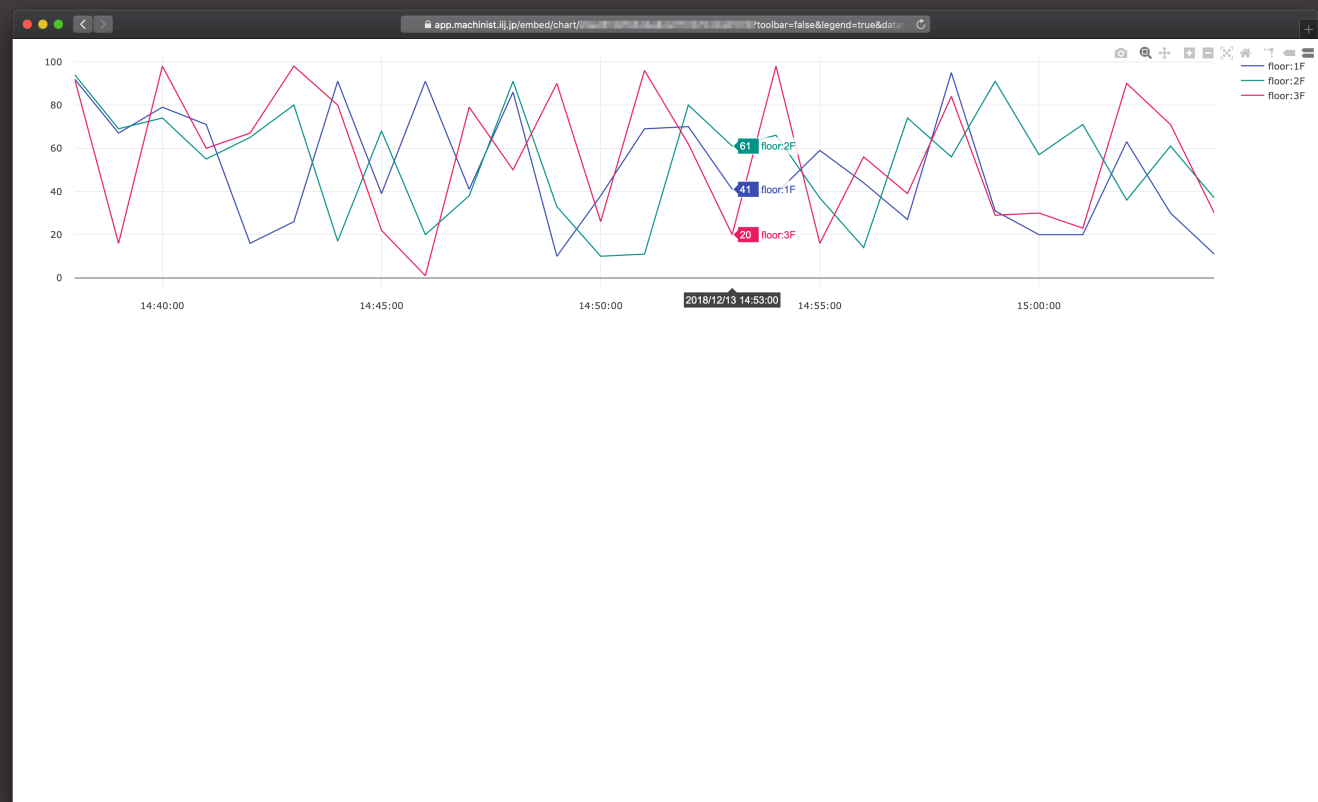 app.machinist.iij.jp/embed/chart/
?toolbar=false&legend=true&data
floor:1F
floor:2F
floor:3F
100
80
60
40
20
0
61 floor:2F
41 floor:1F
20 floor:3F
2018/12/13 14:53:00
14:40:00
14:45:00
14:50:00
14:55:00
15:00:00